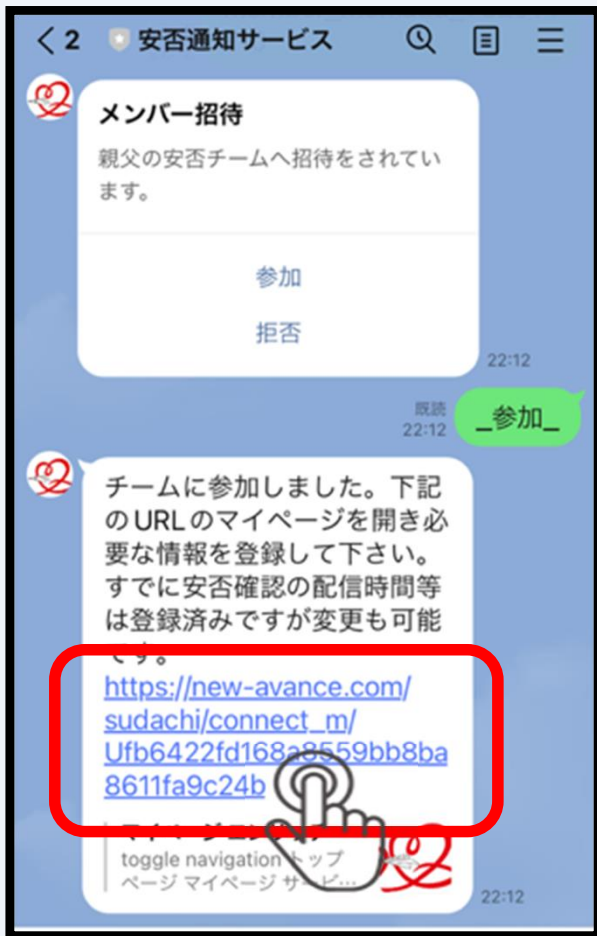 2 安否通知サービス
メンバー招待
親父の安否チームへ招待をされてい
ます。
参加
拒否
22:12
既読
22:12
_参加_
チームに参加しました。下記
のURLのマイページを開き必
要な情報を登録して下さい。
すでに安否確認の配信時間等
は登録済みですが変更も可能
です。
https://new-avance.com/
sudachi/connect_m/
Ufb6422fd168a8559bb8ba
8611fa9c24b
toggle navigation トップ
ページ マイページ サービ…
22:12